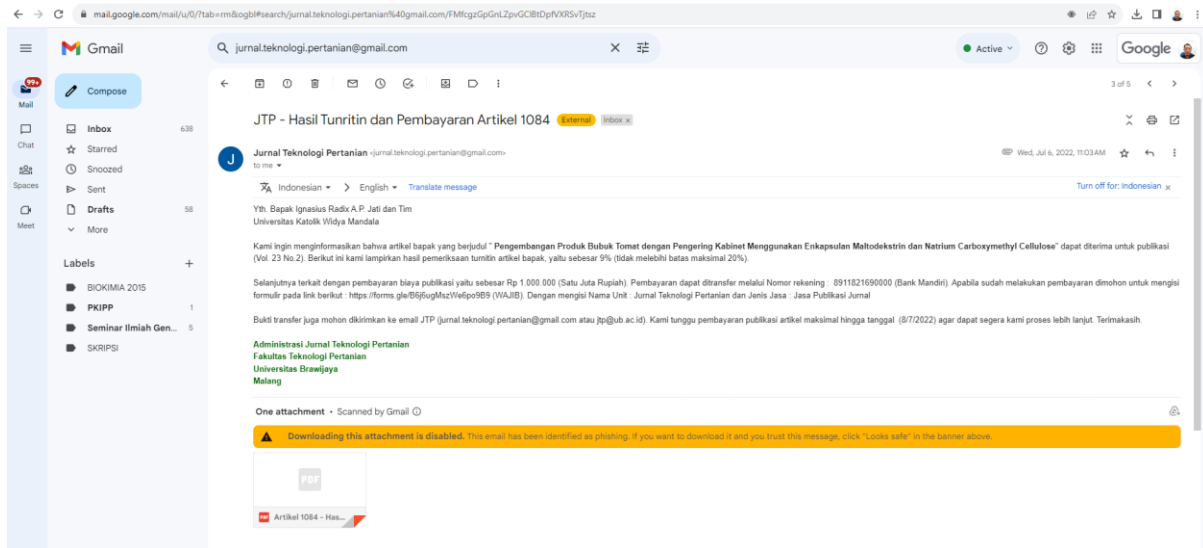 mail.google.com/mail/u/0/?tab=rm&ogbl#search/jurnal.teknologi.pertanian%40gmail.com/FMfcgzGpGnLZpvGClBtDpfVXRSvTjtsz
Gmail
jurnal.teknologi.pertanian@gmail.com
Active
Google
99+
Mail
Chat
Spaces
Meet
Compose
Inbox 638
Starred
Snoozed
Sent
Drafts 58
More
Labels
BIOKIMIA 2015
PKIPP 1
Seminar Ilmiah Gen... 5
SKRIPSI
3 of 5
JTP - Hasil Tunritin dan Pembayaran Artikel 1084 External Inbox x
J
Jurnal Teknologi Pertanian <jurnal.teknologi.pertanian@gmail.com>
Wed, Jul 6, 2022, 11:03 AM
to me
Indonesian > English Translate message
Turn off for: Indonesian x
Yth. Bapak Ignasius Radix A.P. Jati dan Tim
Universitas Katolik Widya Mandala
Kami ingin menginformasikan bahwa artikel bapak yang berjudul " Pengembangan Produk Bubuk Tomat dengan Pengering Kabinet Menggunakan Enkapsulan Maltodekstrin dan Natrium Carboxymethyl Cellulose" dapat diterima untuk publikasi
(Vol. 23 No.2). Berikut ini kami lampirkan hasil pemeriksaan turnitin artikel bapak, yaitu sebesar 9% (tidak melebihi batas maksimal 20%).
Selanjutnya terkait dengan pembayaran biaya publikasi yaitu sebesar Rp 1.000.000 (Satu Juta Rupiah). Pembayaran dapat ditransfer melalui Nomor rekening : 8911821690000 (Bank Mandiri). Apabila sudah melakukan pembayaran dimohon untuk mengisi
formulir pada link berikut : https://forms.gle/B6j6ugMszWe6po9B9 (WAJIB). Dengan mengisi Nama Unit : Jurnal Teknologi Pertanian dan Jenis Jasa : Jasa Publikasi Jurnal
Bukti transfer juga mohon dikirimkan ke email JTP (jurnal.teknologi.pertanian@gmail.com atau jtp@ub.ac.id). Kami tunggu pembayaran publikasi artikel maksimal hingga tanggal (8/7/2022) agar dapat segera kami proses lebih lanjut. Terimakasih.
Administrasi Jurnal Teknologi Pertanian
Fakultas Teknologi Pertanian
Universitas Brawijaya
Malang
One attachment • Scanned by Gmail
Downloading this attachment is disabled. This email has been identified as phishing. If you want to download it and you trust this message, click "Looks safe" in the banner above.
PDF
PDF Artikel 1084 - Has...